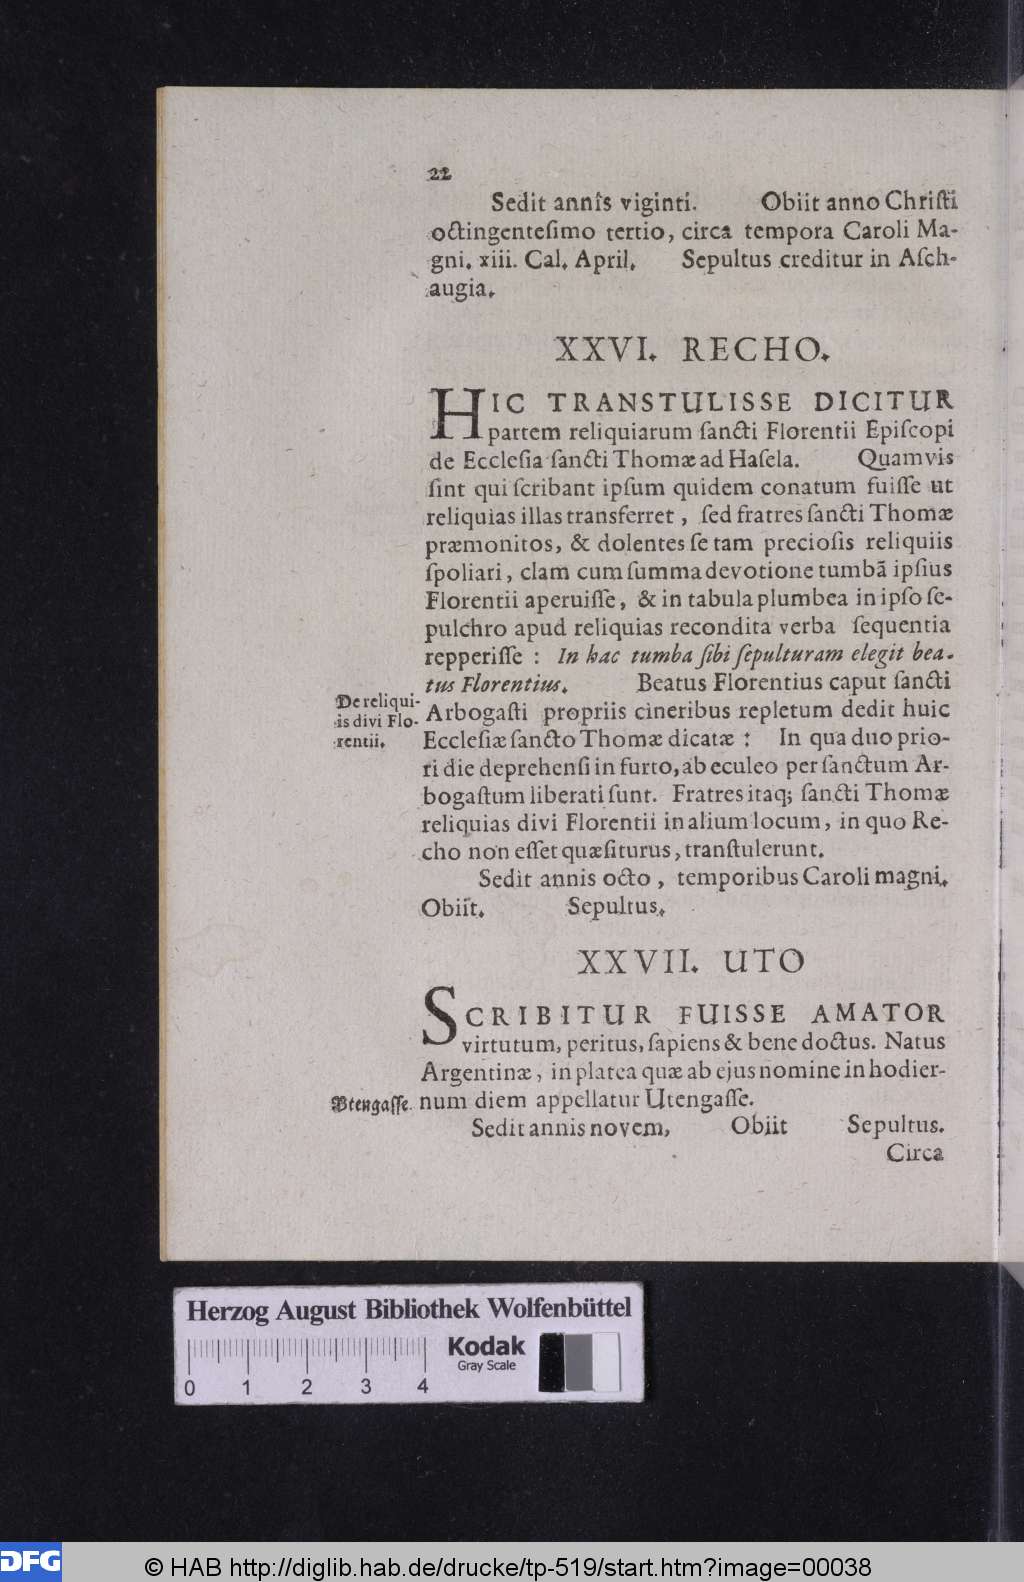 22
Sedit annis viginti. Obiit anno Chriſti
octingenteſimo tertio, circa tempora Caroli Ma-
gni. xiii. Cal. April. Sepultus creditur in Aſch-
augia.
XXVI. RECHO.
HIC TRANSTULISSE DICITUR
partem reliquiarum ſancti Florentii Epiſcopi
de Eccleſia ſancti Thomæ ad Haſela. Quamvis
ſint qui ſcribant ipſum quidem conatum fuiſſe ut
reliquias illas transferret, ſed fratres ſancti Thomæ
præmonitos, & dolentes ſe tam precioſis reliquiis
ſpoliari, clam cum ſumma devotione tumbã ipſius
Florentii aperuiſſe, & in tabula plumbea in ipſo ſe-
pulchro apud reliquias recondita verba ſequentia
repperiſſe : In hac tumba ſibi ſepulturam elegit bea-
tus Florentius. Beatus Florentius caput ſancti
De reliqui-
is divi Flo-
rentii.
Arbogaſti propriis cineribus repletum dedit huic
Eccleſiæ ſancto Thomæ dicatæ : In qua duo prio-
ri die deprehenſi in furto, ab eculeo per ſanctum Ar-
bogaſtum liberati ſunt. Fratres itaq; ſancti Thomæ
reliquias divi Florentii in alium locum, in quo Re-
cho non eſſet quæſiturus, tranſtulerunt.
Sedit annis octo, temporibus Caroli magni.
Obiit. Sepultus.
XXVII. UTO
SCRIBITUR FUISSE AMATOR
virtutum, peritus, ſapiens & bene doctus. Natus
Argentinæ, in platea quæ ab ejus nomine in hodier-
Vtengaſſe.
num diem appellatur Utengaſſe.
Sedit annis novem, Obiit Sepultus.
Circa
Herzog August Bibliothek Wolfenbüttel
Kodak
Gray Scale
0 1 2 3 4
DFG
© HAB http://diglib.hab.de/drucke/tp-519/start.htm?image=00038